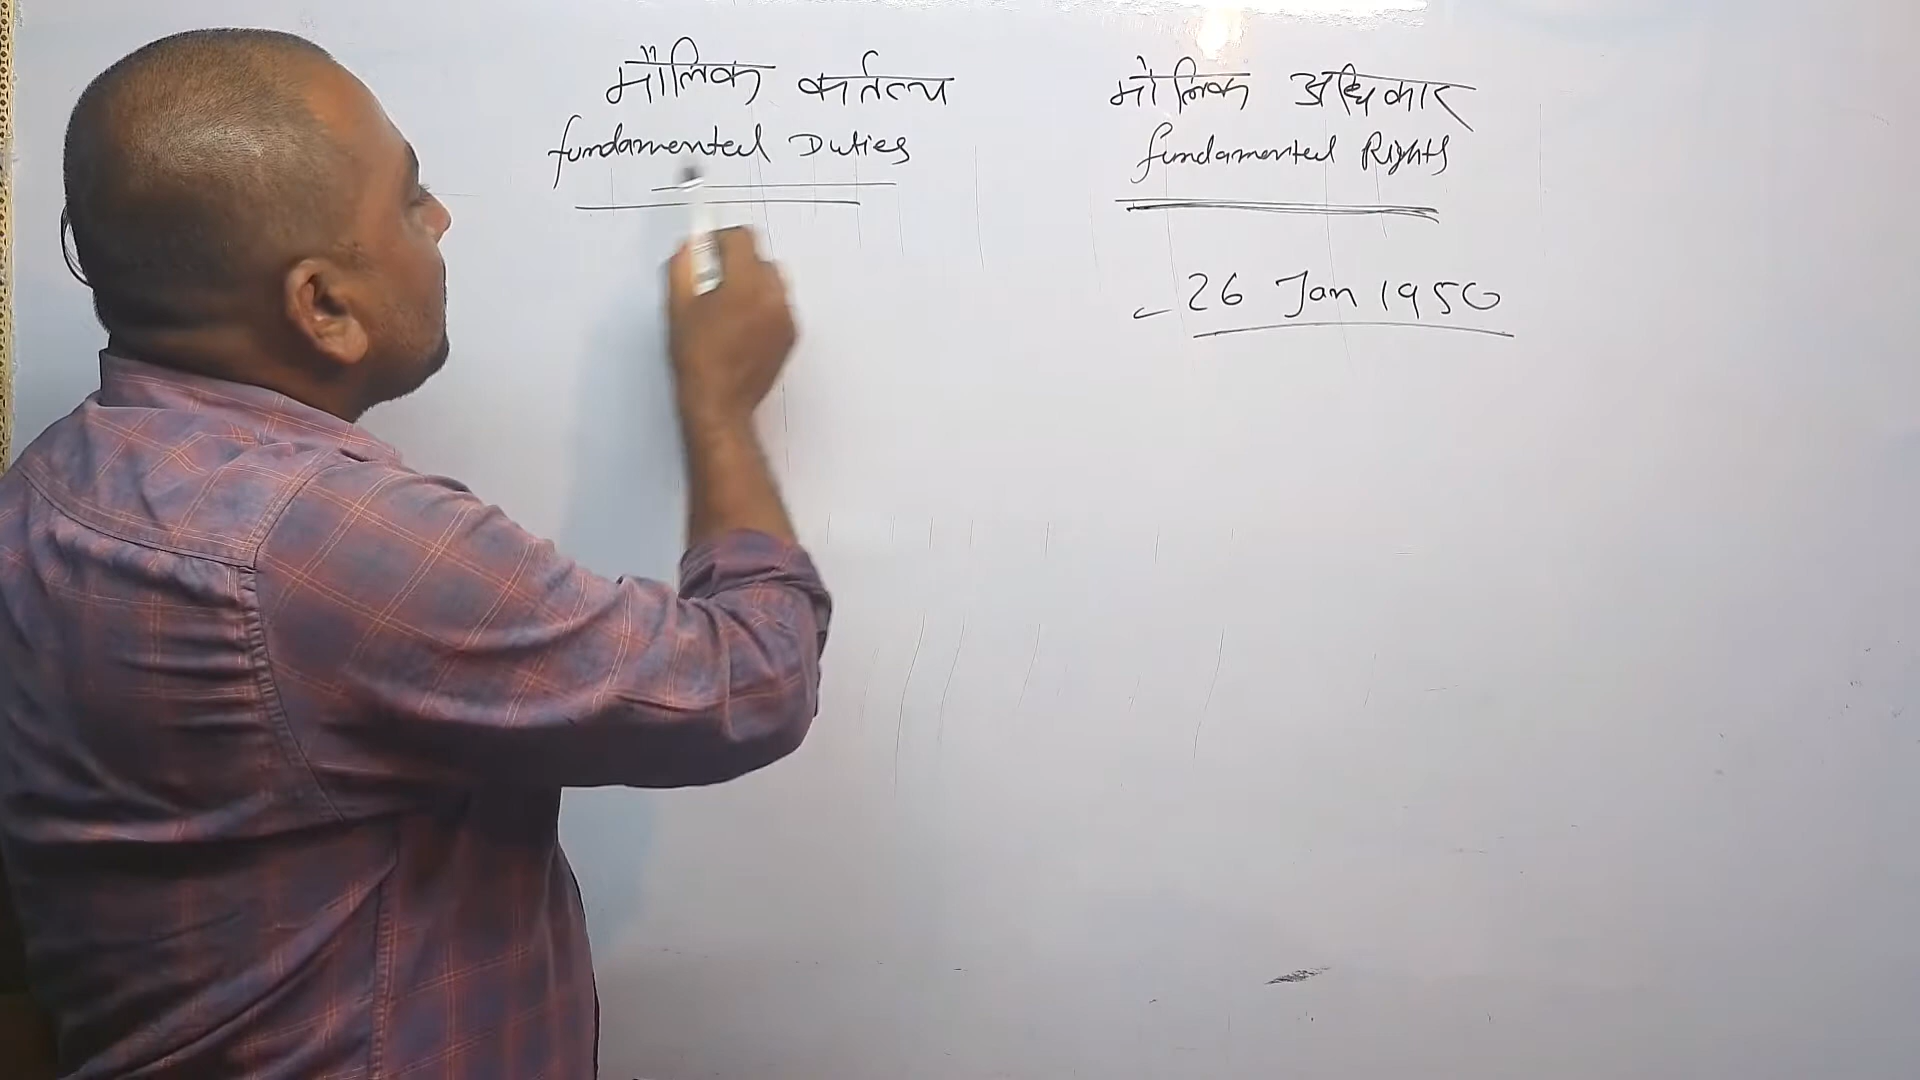 मौलिक कर्तव्य
fundamental Duties
मौलिक अधिकार
fundamental Rights
- 26 Jan 1950